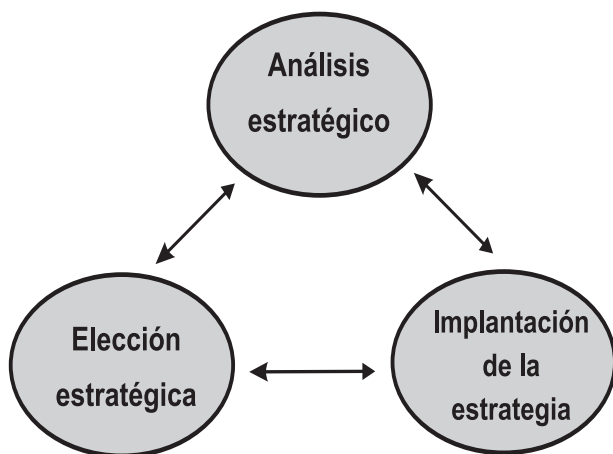 Análisis
estratégico
Elección
estratégica
Implantación
de la
estrategia